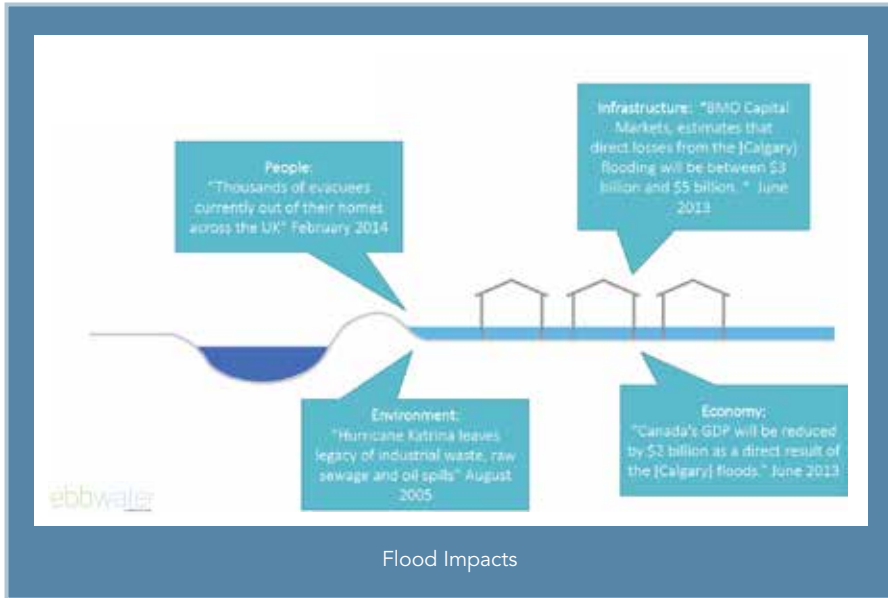 Infrastructure: "BMO Capital
Markets, estimates that
direct losses from the [Calgary]
flooding will be between $3
billion and $5 billion. " June
2013
People:
"Thousands of evacuees
currently out of their homes
across the UK" February 2014
Environment:
"Hurricane Katrina leaves
legacy of industrial waste, raw
sewage and oil spills" August
2005
Economy:
"Canada's GDP will be reduced
by $2 billion as a direct result of
the [Calgary] floods." June 2013
ebbwater
Flood Impacts